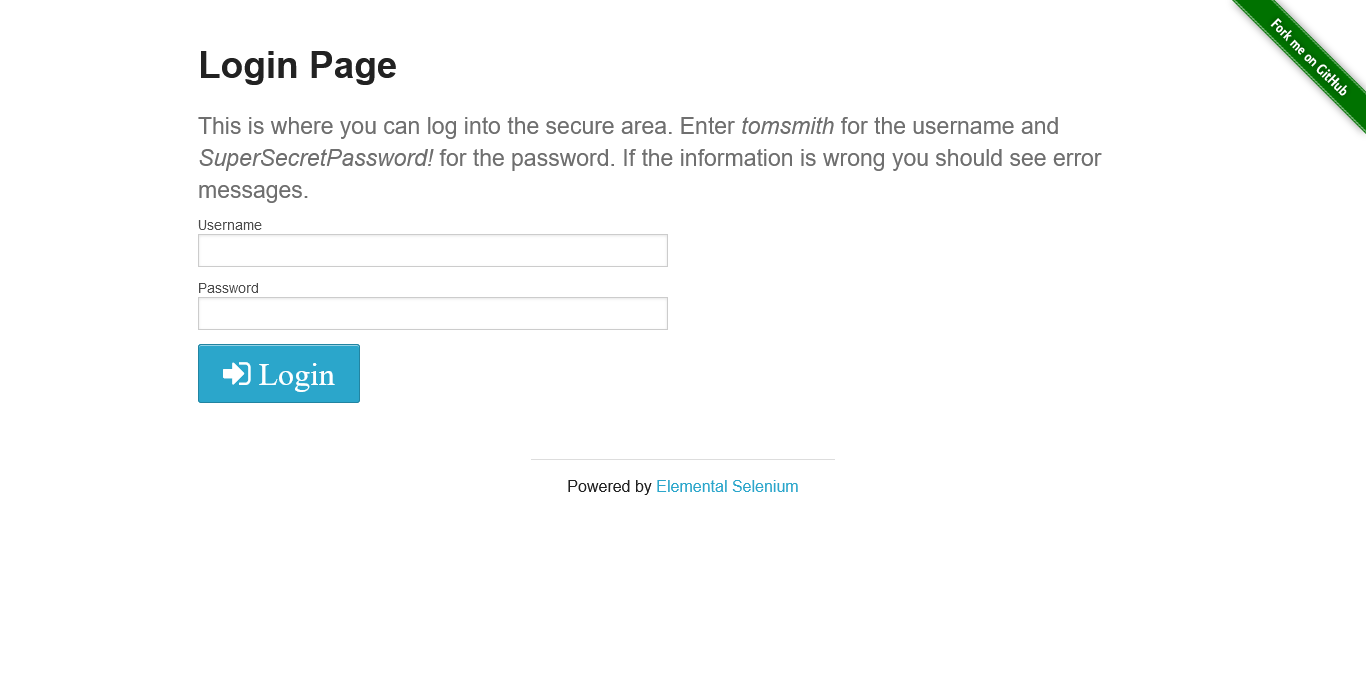 Fork me on GitHub
Login Page
This is where you can log into the secure area. Enter tomsmith for the username and
SuperSecretPassword! for the password. If the information is wrong you should see error
messages.
Username
Password
Login
Powered by Elemental Selenium